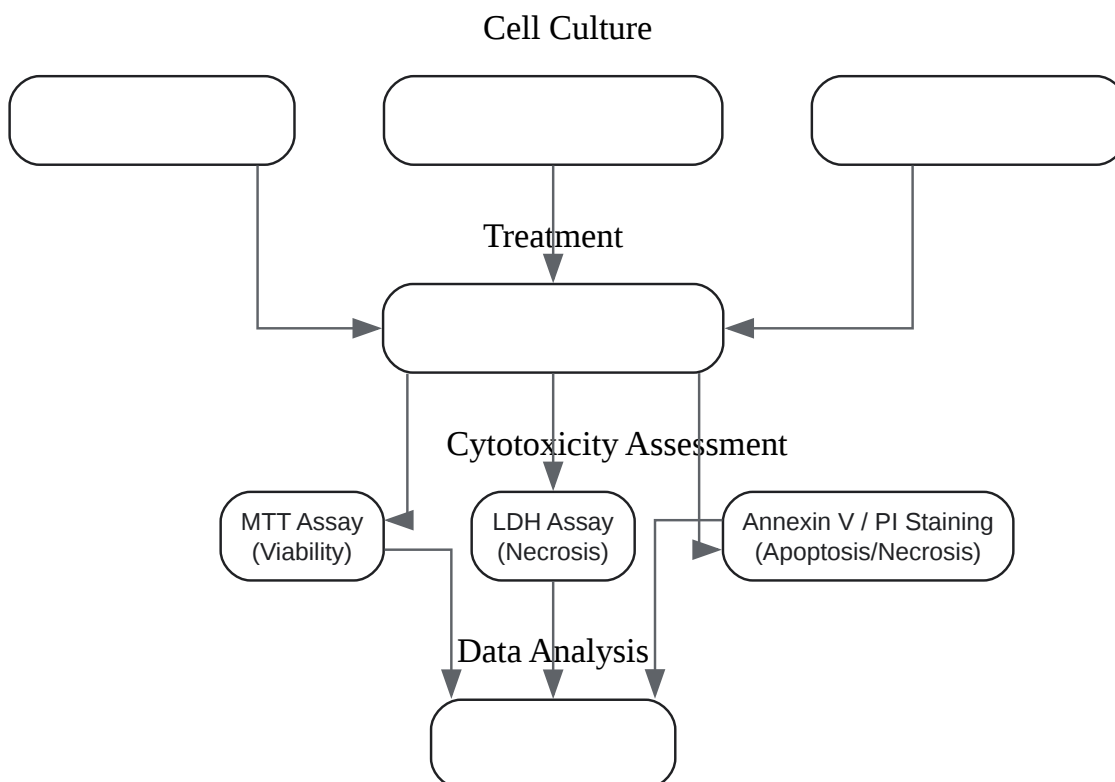 Cell Culture
Treatment
Cytotoxicity Assessment
MTT Assay
(Viability)
LDH Assay
(Necrosis)
Annexin V / PI Staining
(Apoptosis/Necrosis)
Data Analysis